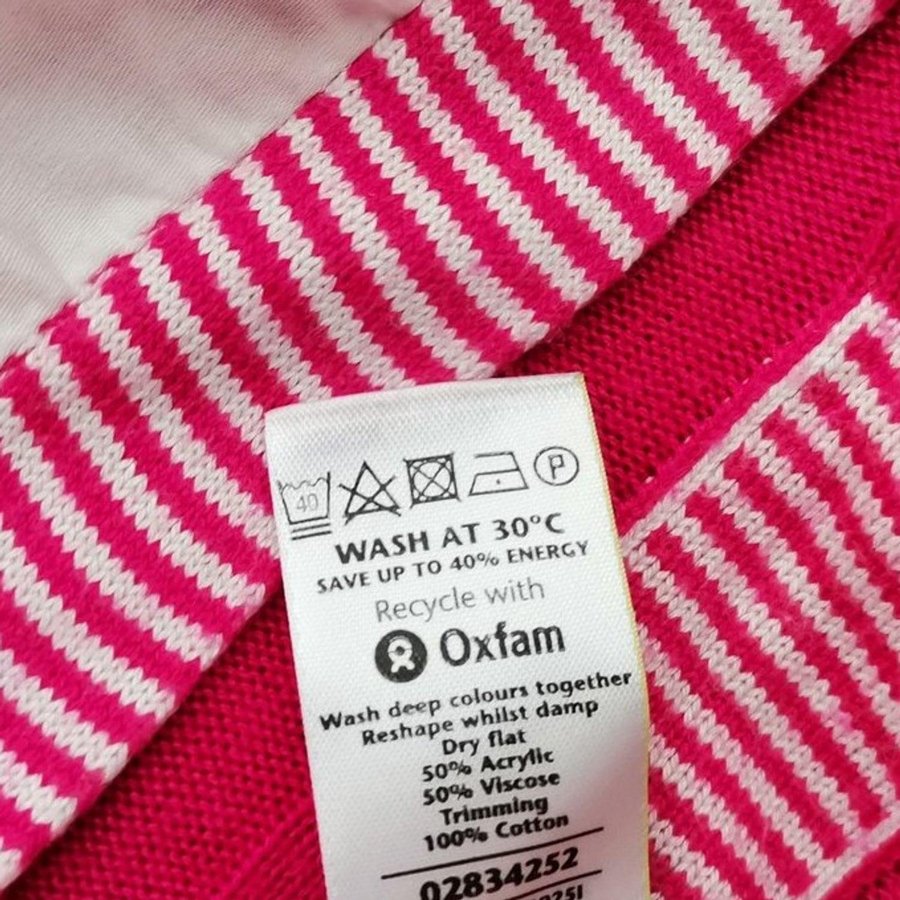 40 P
WASH AT 30°C
SAVE UP TO 40% ENERGY
Recycle with
Oxfam
Wash deep colours together
Reshape whilst damp
Dry flat
50% Acrylic
50% Viscose
Trimming
100% Cotton
02834252